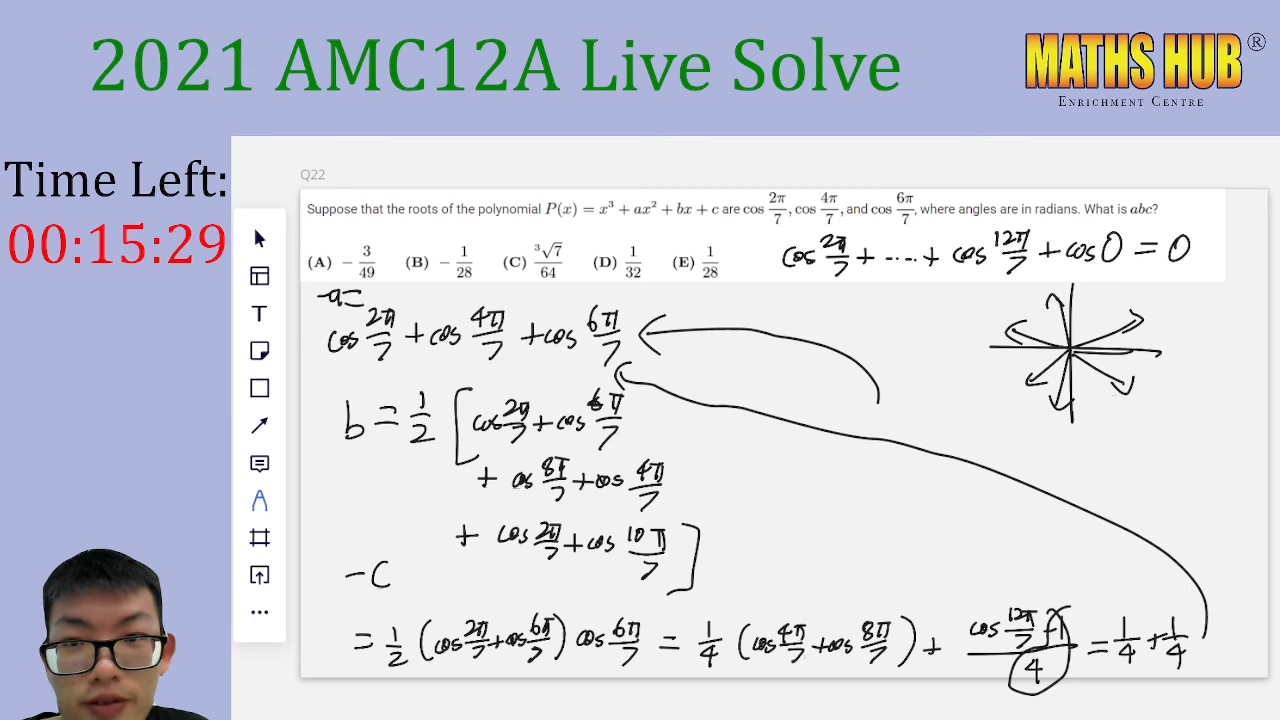 2021 AMC12A Live Solve
MATHS HUB®
ENRICHMENT CENTRE
Time Left:
00:15:29
Q22
Suppose that the roots of the polynomial P(x) = x³ + ax² + bx + c are cos 2π/7, cos 4π/7, and cos 6π/7, where angles are in radians. What is abc?
(A) −3/49 (B) −1/28 (C) ³√7/64 (D) 1/32 (E) 1/28
cos 2π/7 + ..... + cos 12π/7 + cos 0 = 0
-a =
cos 2π/7 + cos 4π/7 + cos 6π/7
b = 1/2 [cos 2π/7 + cos 6π/7
+ cos 8π/7 + cos 4π/7
+ cos 2π/7 + cos 10π/7]
- C
= 1/2 (cos 2π/7 + cos 6π/7) cos 6π/7 = 1/4 (cos 4π/7 + cos 8π/7) + (cos 12π/7 + 1)/4 = 1/4 + 1/4
T
A